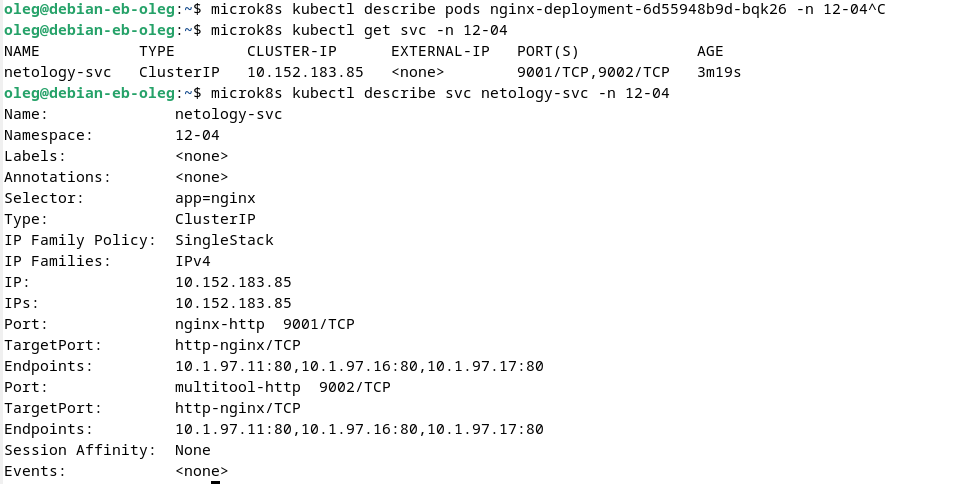 oleg@debian-eb-oleg:~$ microk8s kubectl describe pods nginx-deployment-6d55948b9d-bqk26 -n 12-04^C
oleg@debian-eb-oleg:~$ microk8s kubectl get svc -n 12-04
NAME           TYPE        CLUSTER-IP      EXTERNAL-IP   PORT(S)             AGE
netology-svc   ClusterIP   10.152.183.85   <none>        9001/TCP,9002/TCP   3m19s
oleg@debian-eb-oleg:~$ microk8s kubectl describe svc netology-svc -n 12-04
Name:              netology-svc
Namespace:         12-04
Labels:            <none>
Annotations:       <none>
Selector:          app=nginx
Type:              ClusterIP
IP Family Policy:  SingleStack
IP Families:       IPv4
IP:                10.152.183.85
IPs:               10.152.183.85
Port:              nginx-http  9001/TCP
TargetPort:        http-nginx/TCP
Endpoints:         10.1.97.11:80,10.1.97.16:80,10.1.97.17:80
Port:              multitool-http  9002/TCP
TargetPort:        http-nginx/TCP
Endpoints:         10.1.97.11:80,10.1.97.16:80,10.1.97.17:80
Session Affinity:  None
Events:            <none>